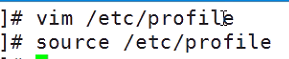 ]# vim /etc/profile
]# source /etc/profile
]#